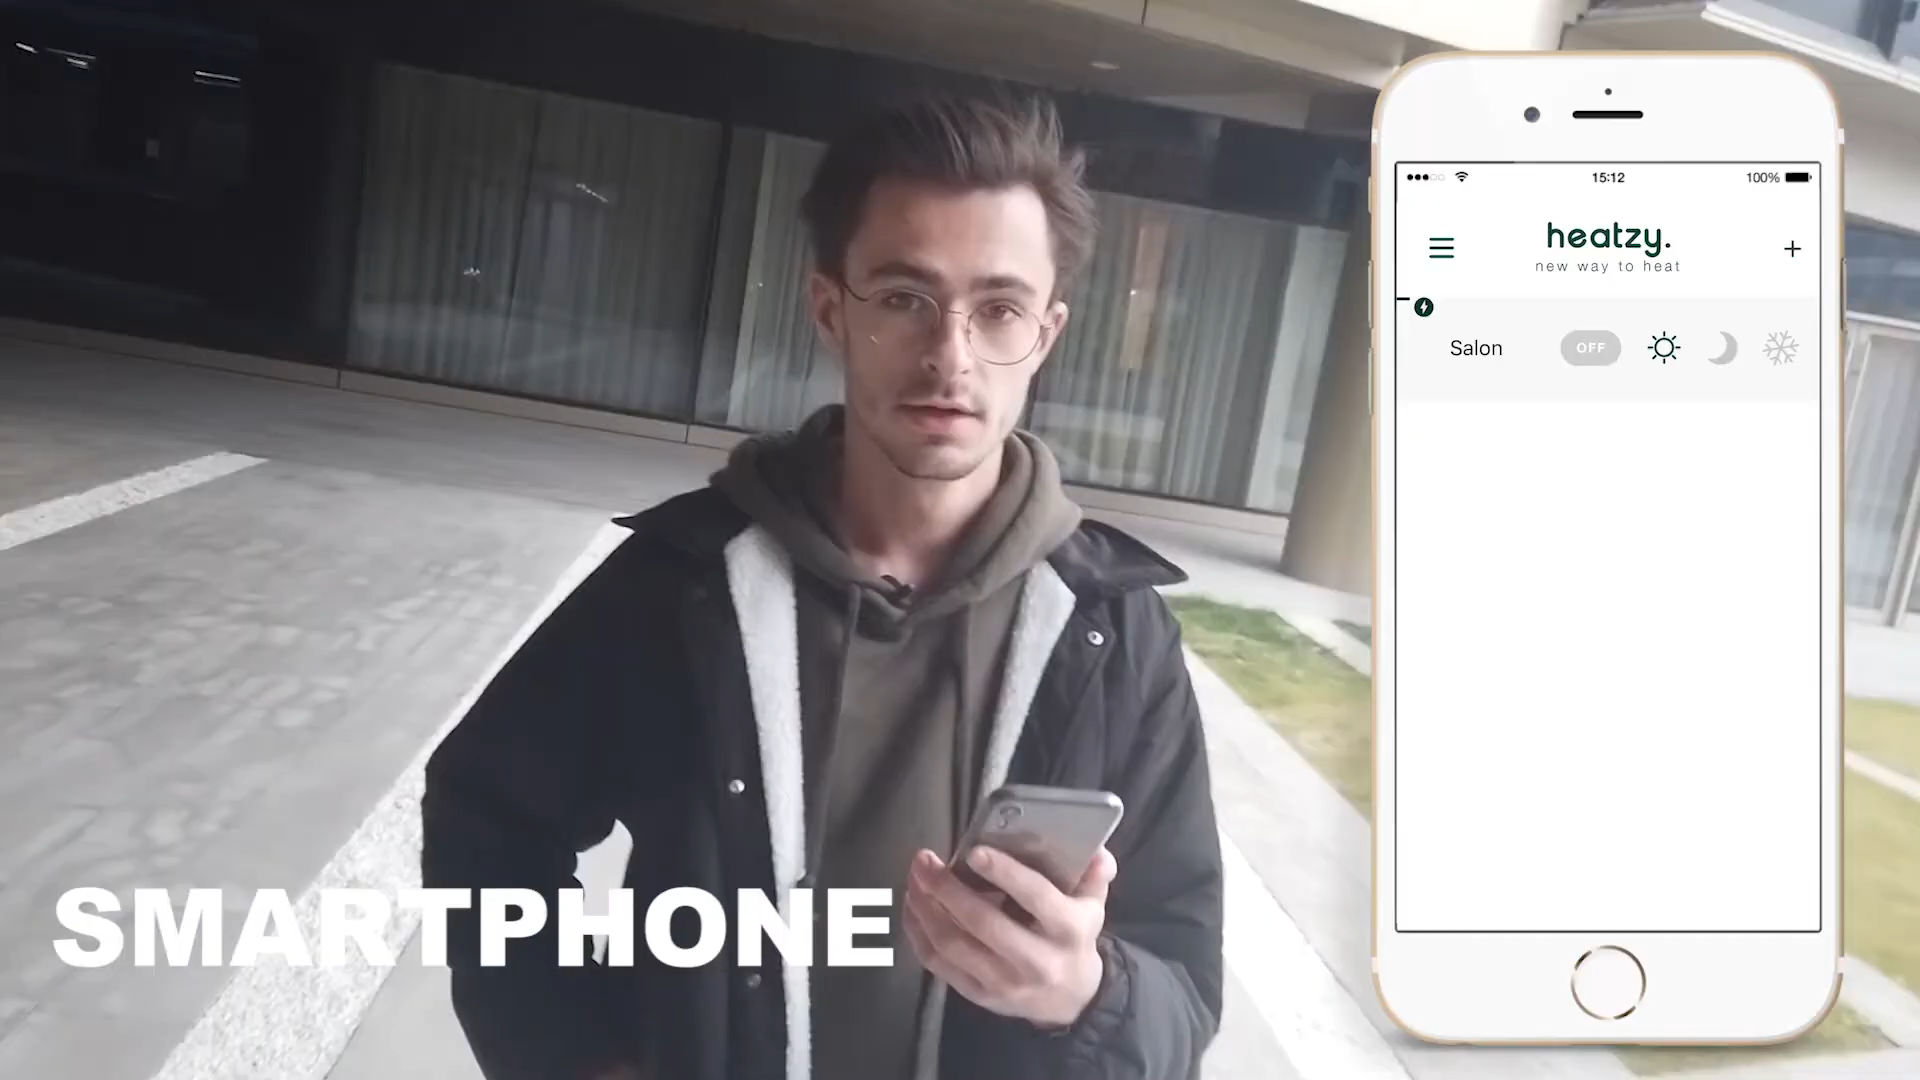 15:12
100%
heatzy.
new way to heat
Salon
OFF
SMARTPHONE